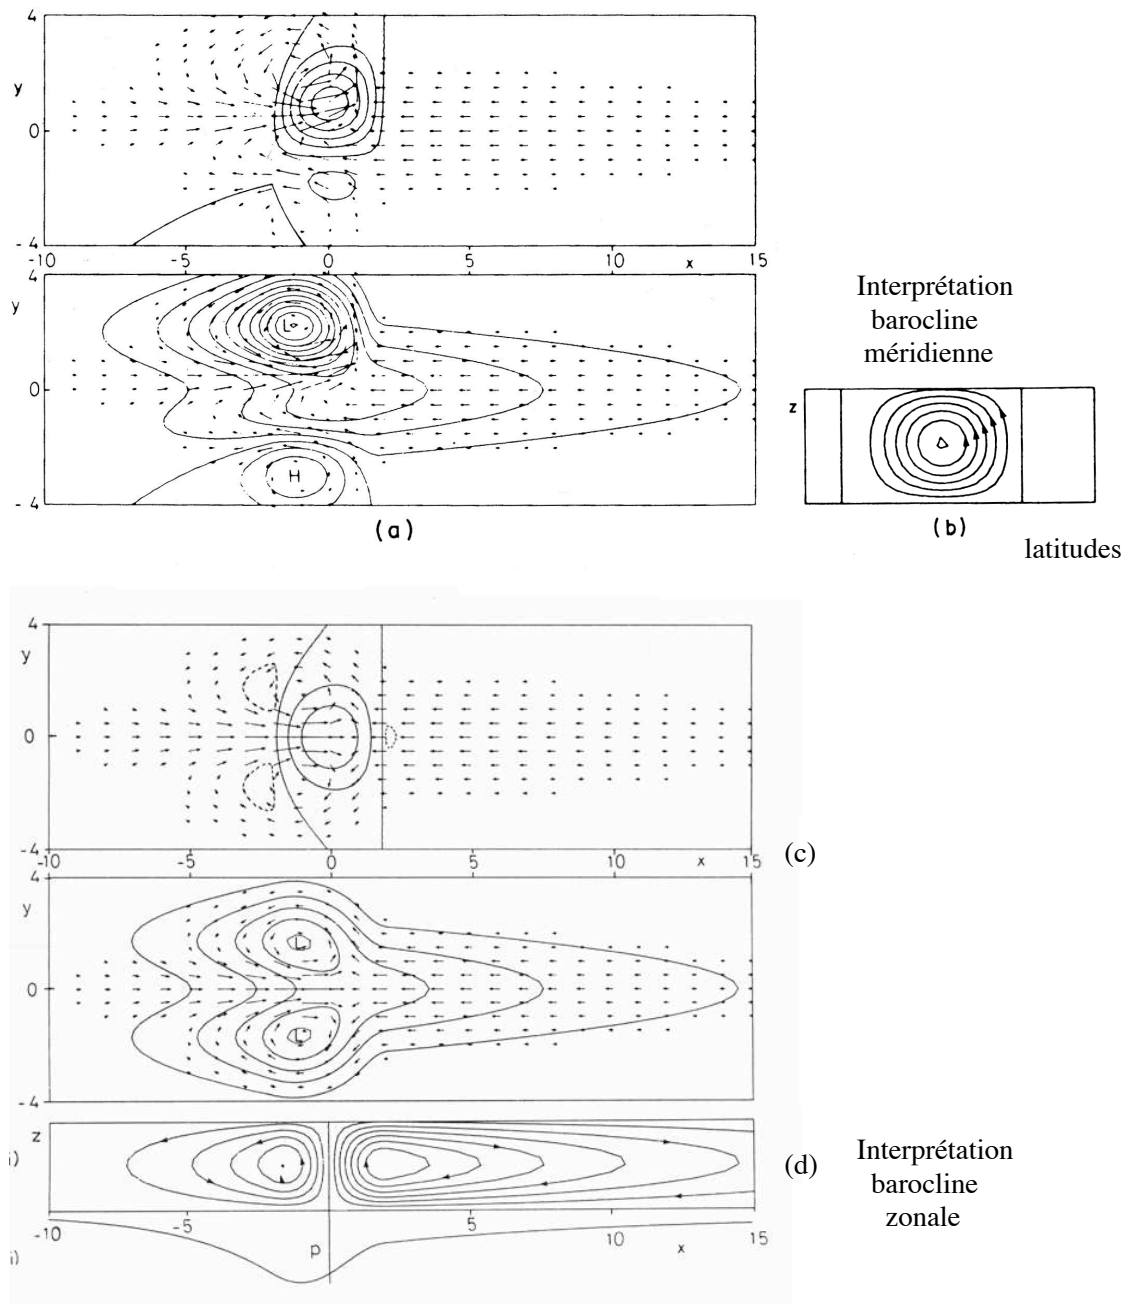 4
y
0
- 4
-10
-5
0
5
10
x
15
4
y
0
- 4
L
H
(a)
Interprétation
barocline
méridienne
z
(b)
latitudes
4
y
0
-4
-10
-5
0
5
10
x
15
(c)
4
y
0
-4
L
L
z
(d)
-10
-5
5
10
x
15
p
Interprétation
barocline
zonale